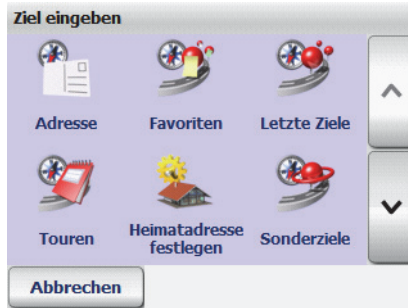 Ziel eingeben
Adresse
Favoriten
Letzte Ziele
Touren
Heimatadresse
festlegen
Sonderziele
Abbrechen